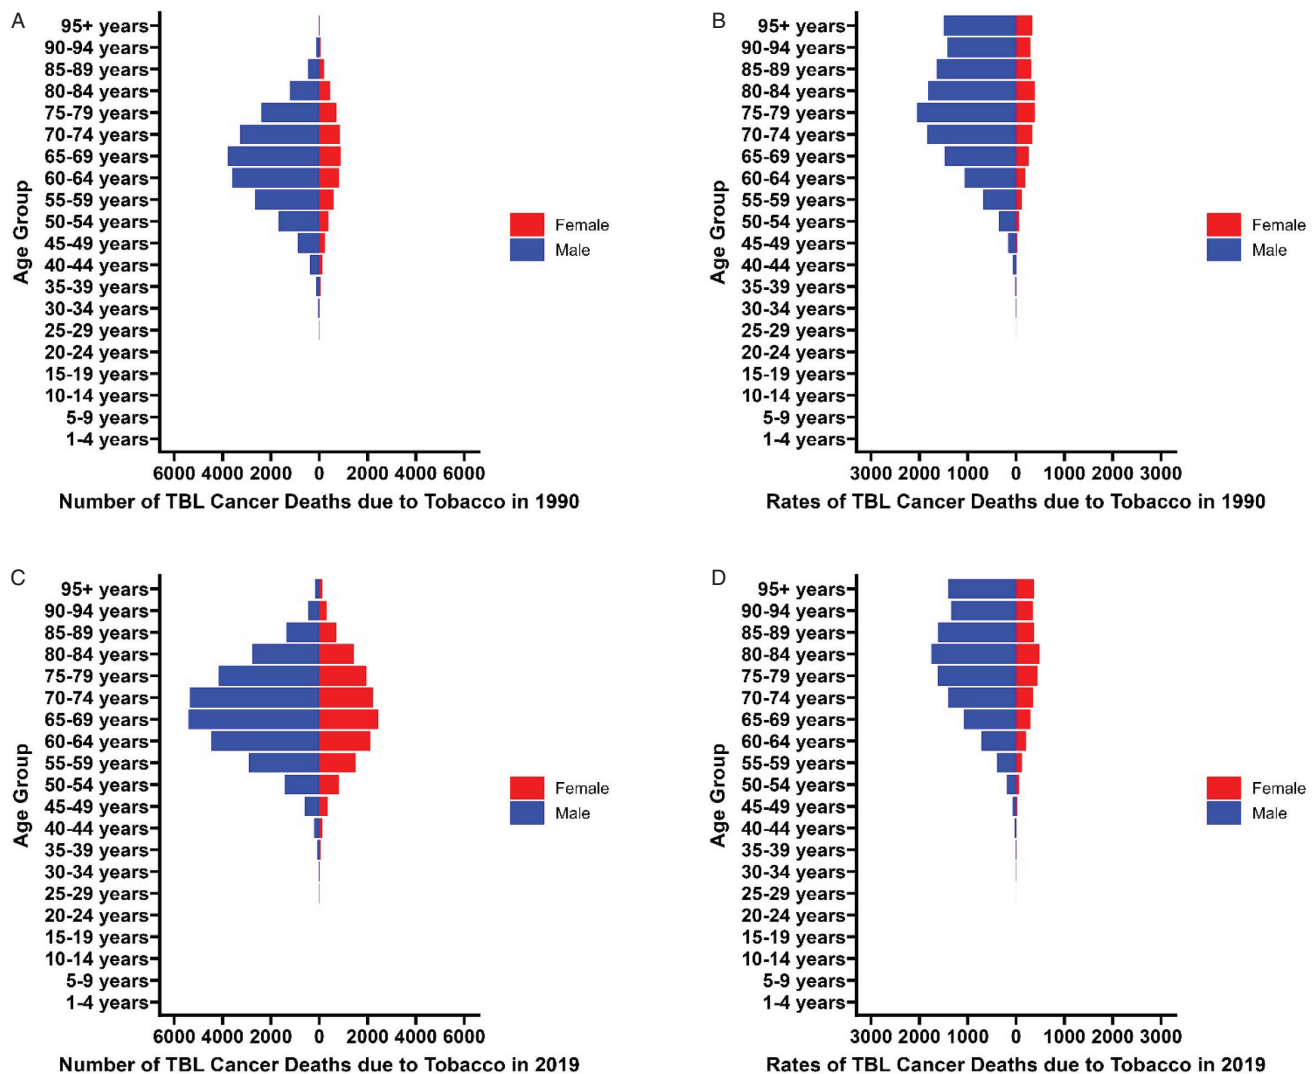 A
95+ years
90-94 years
85-89 years
80-84 years
75-79 years
70-74 years
65-69 years
60-64 years
55-59 years
50-54 years
45-49 years
40-44 years
35-39 years
30-34 years
25-29 years
20-24 years
15-19 years
10-14 years
5-9 years
1-4 years
Age Group
6000 4000 2000 0 2000 4000 6000
Number of TBL Cancer Deaths due to Tobacco in 1990
Female
Male
B
95+ years
90-94 years
85-89 years
80-84 years
75-79 years
70-74 years
65-69 years
60-64 years
55-59 years
50-54 years
45-49 years
40-44 years
35-39 years
30-34 years
25-29 years
20-24 years
15-19 years
10-14 years
5-9 years
1-4 years
Age Group
3000 2000 1000 0 1000 2000 3000
Rates of TBL Cancer Deaths due to Tobacco in 1990
Female
Male
C
95+ years
90-94 years
85-89 years
80-84 years
75-79 years
70-74 years
65-69 years
60-64 years
55-59 years
50-54 years
45-49 years
40-44 years
35-39 years
30-34 years
25-29 years
20-24 years
15-19 years
10-14 years
5-9 years
1-4 years
Age Group
6000 4000 2000 0 2000 4000 6000
Number of TBL Cancer Deaths due to Tobacco in 2019
Female
Male
D
95+ years
90-94 years
85-89 years
80-84 years
75-79 years
70-74 years
65-69 years
60-64 years
55-59 years
50-54 years
45-49 years
40-44 years
35-39 years
30-34 years
25-29 years
20-24 years
15-19 years
10-14 years
5-9 years
1-4 years
Age Group
3000 2000 1000 0 1000 2000 3000
Rates of TBL Cancer Deaths due to Tobacco in 2019
Female
Male